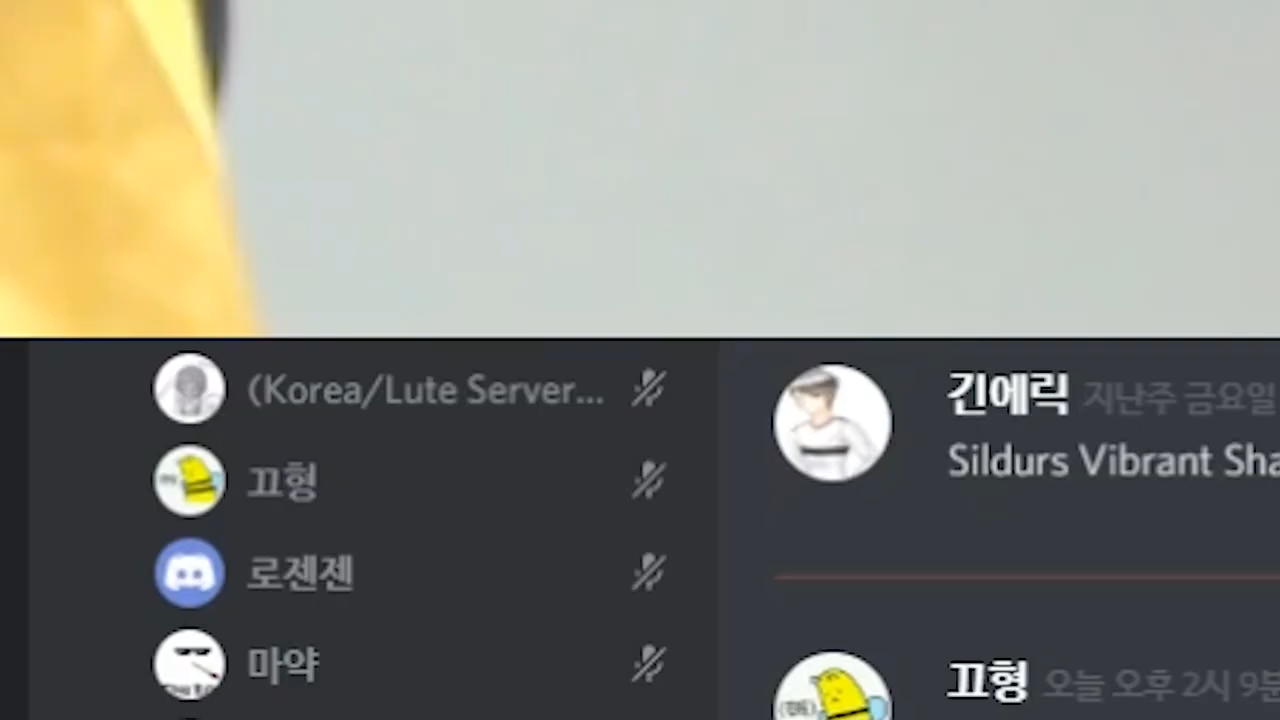 (Korea/Lute Server...
끄형
로젠젠
마약
긴에릭 지난주 금요일
Sildurs Vibrant Sha
끄형 오늘 오후 2시 9분